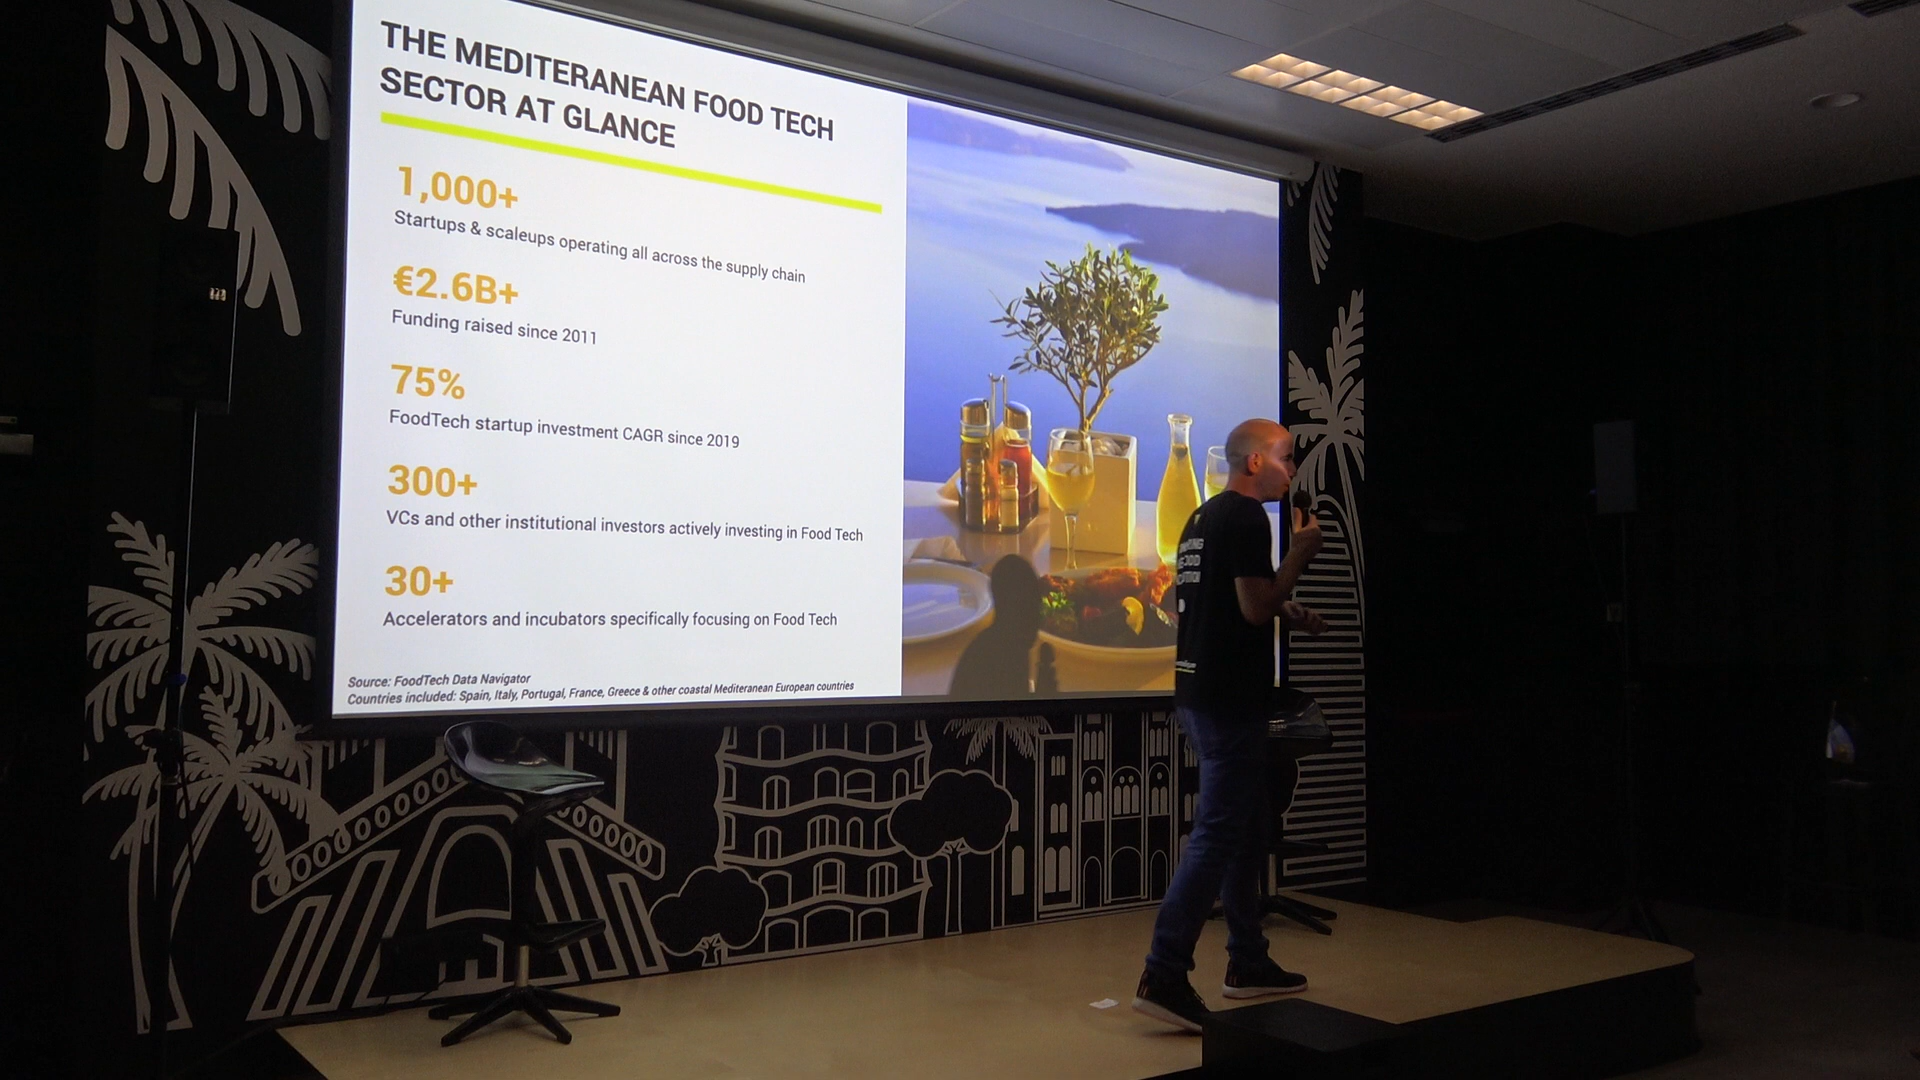 THE MEDITERANEAN FOOD TECH
SECTOR AT GLANCE
1,000+
Startups & scaleups operating all across the supply chain
€2.6B+
Funding raised since 2011
75%
FoodTech startup investment CAGR since 2019
300+
VCs and other institutional investors actively investing in Food Tech
30+
Accelerators and incubators specifically focusing on Food Tech
Source: FoodTech Data Navigator
Countries included: Spain, Italy, Portugal, France, Greece & other coastal Mediterranean European countries